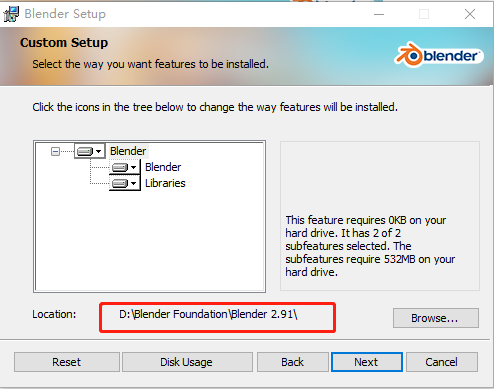 Blender Setup
Custom Setup
Select the way you want features to be installed.
blender
Click the icons in the tree below to change the way features will be installed.
Blender
Blender
Libraries
This feature requires 0KB on your
hard drive. It has 2 of 2
subfeatures selected. The
subfeatures require 532MB on your
hard drive.
Location:
D:\Blender Foundation\Blender 2.91\
Browse...
Reset
Disk Usage
Back
Next
Cancel